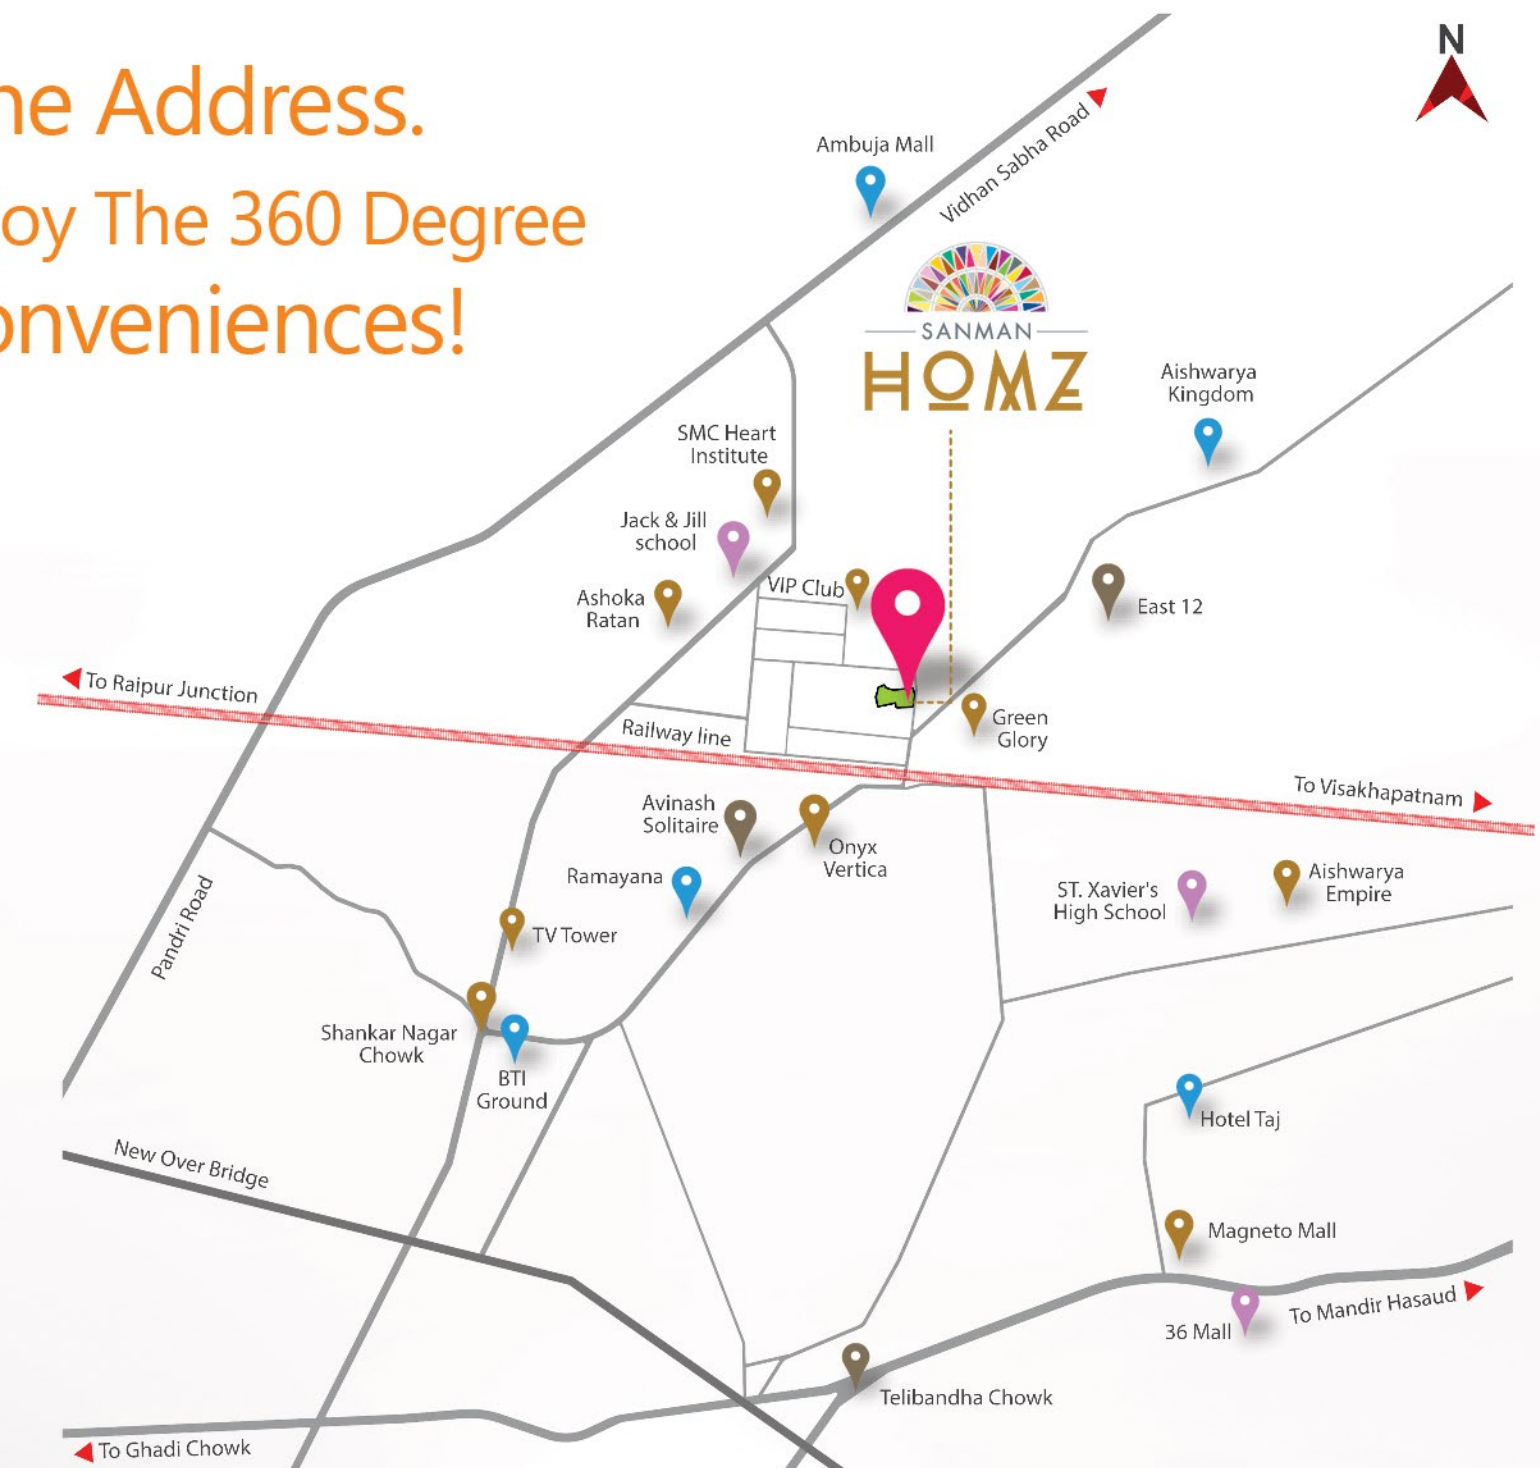 ne Address.
oy The 360 Degree
onveniences!
N
Ambuja Mall
Vidhan Sabha Road
SANMAN
HOMZ
Aishwarya
Kingdom
SMC Heart
Institute
Jack & Jill
school
Ashoka
Ratan
VIP Club
East 12
To Raipur Junction
Railway line
Green
Glory
To Visakhapatnam
Avinash
Solitaire
Onyx
Vertica
Ramayana
ST. Xavier's
High School
Aishwarya
Empire
Pandri Road
TV Tower
Shankar Nagar
Chowk
BTI
Ground
Hotel Taj
New Over Bridge
Magneto Mall
To Mandir Hasaud
36 Mall
Telibandha Chowk
To Ghadi Chowk